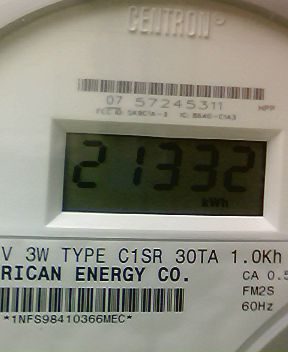 CENTRON®
07 57245311
HPP
21332
kWh
V 3W TYPE C1SR 30TA 1.0Kh
RICAN ENERGY CO.
CA 0.5
FM2S
60Hz
*1NFS98410366MEC*